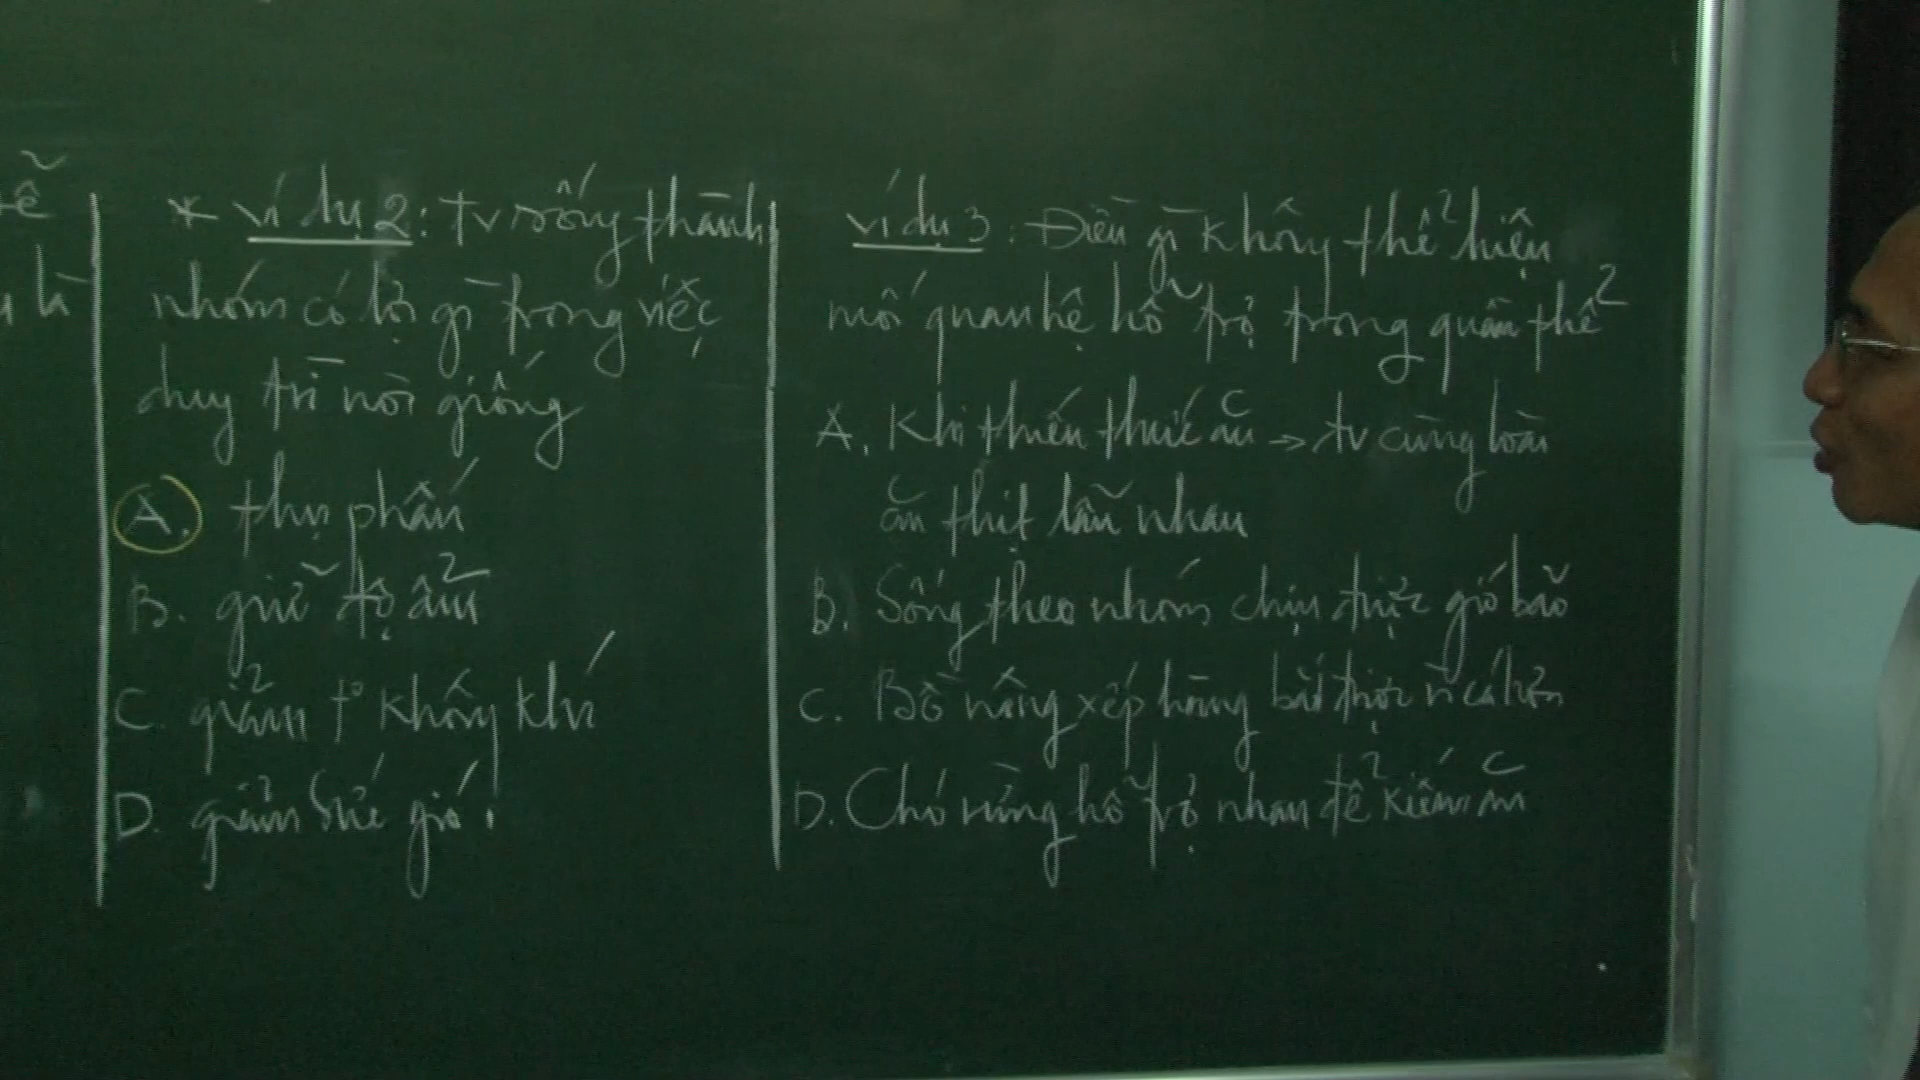 ẽ
là
* Ví dụ 2: tv sống thành
nhóm có lợi gì trong việc
duy trì nòi giống
A. thụ phấn
B. giữ độ ẩm
C. giảm t° không khí
D. giảm sức gió !
Ví dụ 3: Điều gì không thể hiện
mối quan hệ hỗ trợ trong quần thể
A. Khi thiếu thức ăn → đv cùng loài
ăn thịt lẫn nhau
B. Sống theo nhóm chịu được gió bão
C. Bồ nông xếp hàng bắt được n cá hơn
D. Chó rừng hỗ trợ nhau để kiếm ăn